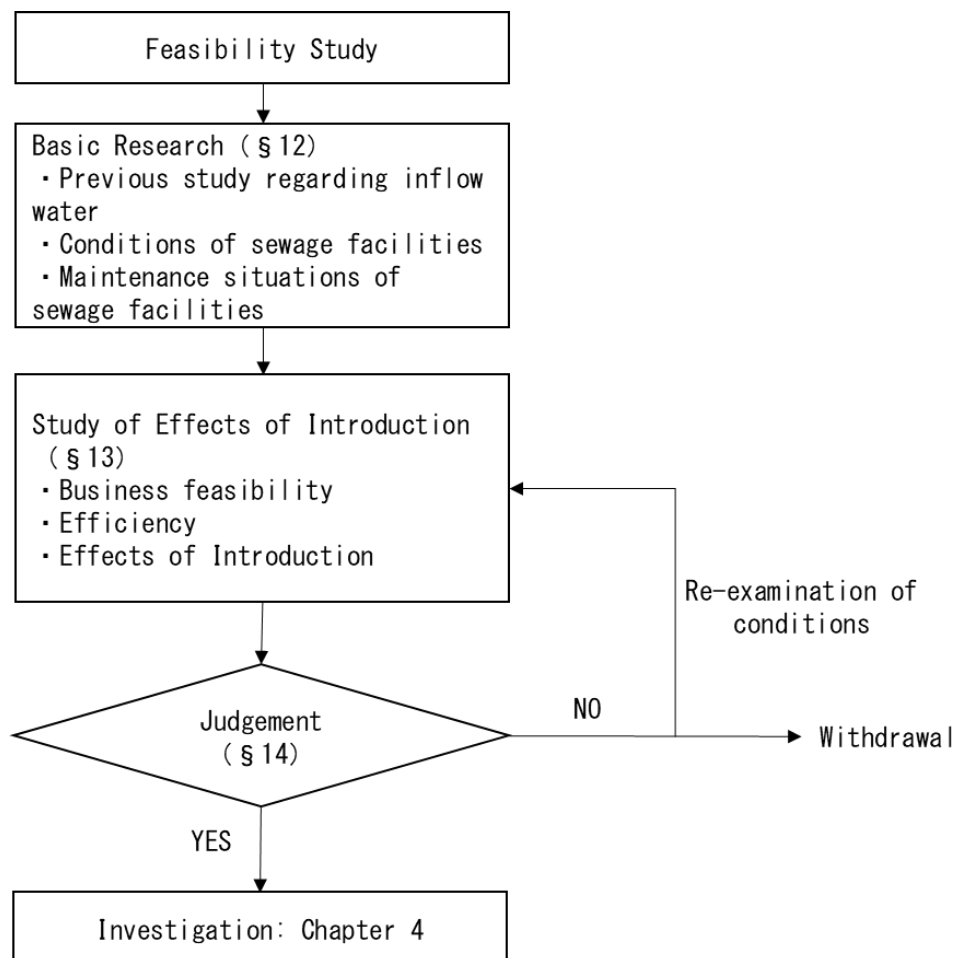 Feasibility Study
Basic Research (§12)
・Previous study regarding inflow
water
・Conditions of sewage facilities
・Maintenance situations of
sewage facilities
Study of Effects of Introduction
(§13)
・Business feasibility
・Efficiency
・Effects of Introduction
Re-examination of
conditions
Judgement
(§14)
NO
Withdrawal
YES
Investigation: Chapter 4